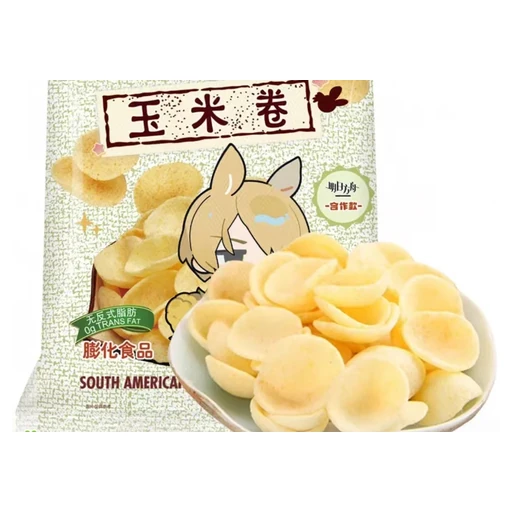 玉米卷
明日方舟
-合作款-
无反式脂肪
0g TRANS FAT
膨化食品
SOUTH AMERICA